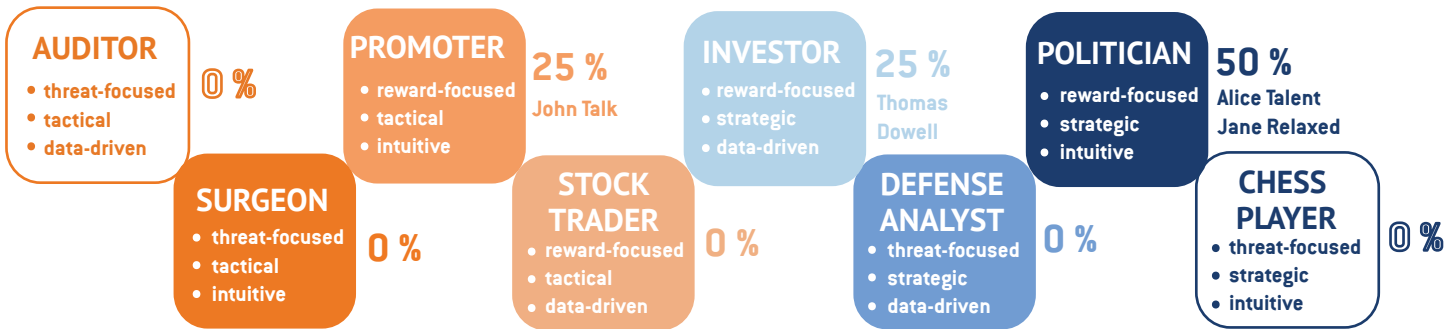 AUDITOR
• threat-focused
• tactical
• data-driven
0 %
PROMOTER
• reward-focused
• tactical
• intuitive
25 %
John Talk
INVESTOR
• reward-focused
• strategic
• data-driven
25 %
Thomas
Dowell
POLITICIAN
• reward-focused
• strategic
• intuitive
50 %
Alice Talent
Jane Relaxed
SURGEON
• threat-focused
• tactical
• intuitive
0 %
STOCK
TRADER
• reward-focused
• tactical
• data-driven
0 %
DEFENSE
ANALYST
• threat-focused
• strategic
• data-driven
0 %
CHESS
PLAYER
• threat-focused
• strategic
• intuitive
0 %